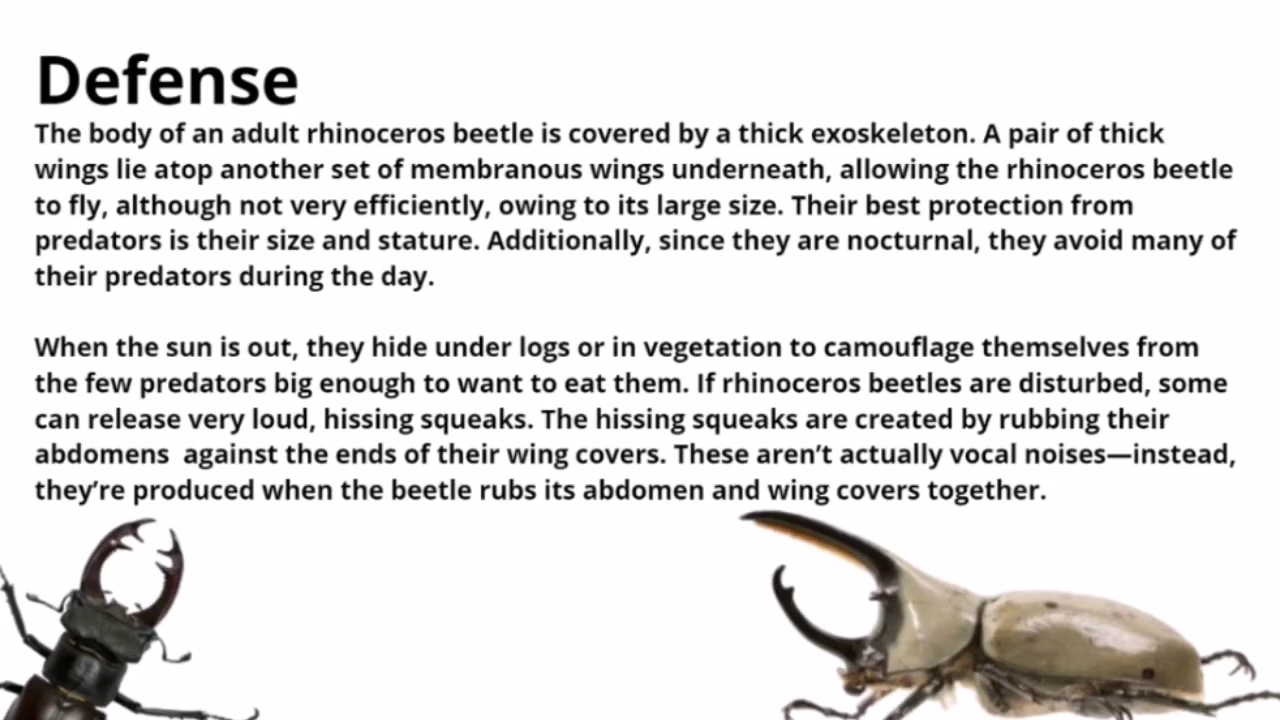 Defense
The body of an adult rhinoceros beetle is covered by a thick exoskeleton. A pair of thick
wings lie atop another set of membranous wings underneath, allowing the rhinoceros beetle
to fly, although not very efficiently, owing to its large size. Their best protection from
predators is their size and stature. Additionally, since they are nocturnal, they avoid many of
their predators during the day.
When the sun is out, they hide under logs or in vegetation to camouflage themselves from
the few predators big enough to want to eat them. If rhinoceros beetles are disturbed, some
can release very loud, hissing squeaks. The hissing squeaks are created by rubbing their
abdomens  against the ends of their wing covers. These aren’t actually vocal noises—instead,
they’re produced when the beetle rubs its abdomen and wing covers together.